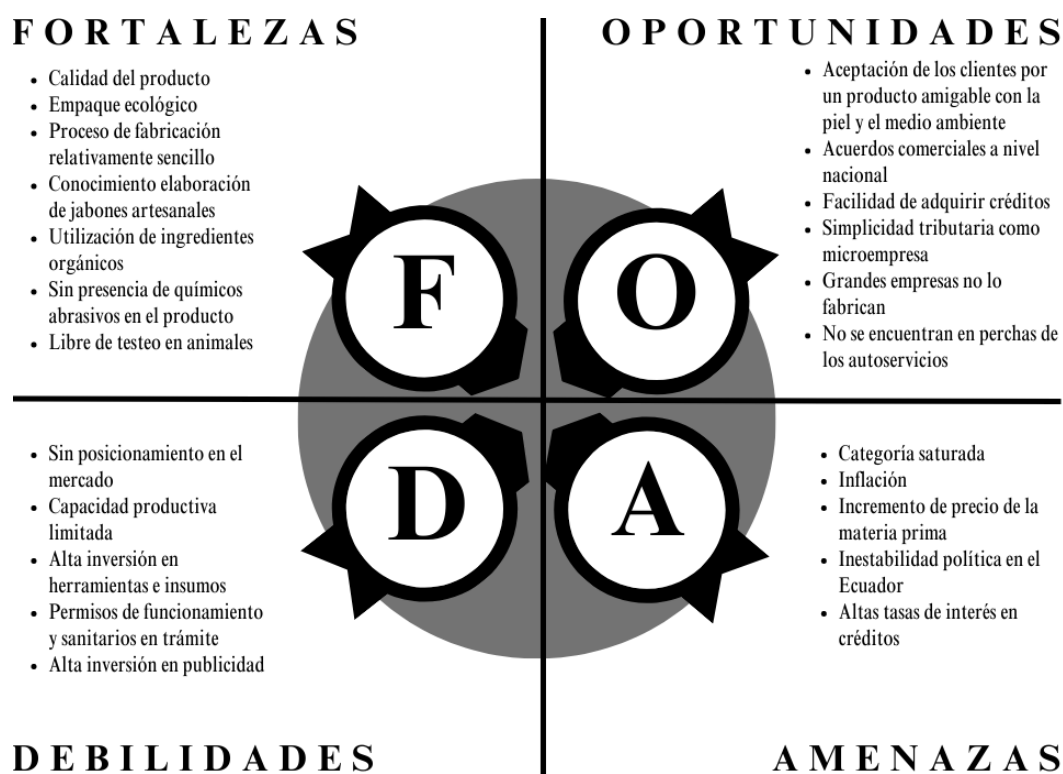 FORTALEZAS
• Calidad del producto
• Empaque ecológico
• Proceso de fabricación
relativamente sencillo
• Conocimiento elaboración
de jabones artesanales
• Utilización de ingredientes
orgánicos
• Sin presencia de químicos
abrasivos en el producto
• Libre de testeo en animales
OPORTUNIDADES
• Aceptación de los clientes por
un producto amigable con la
piel y el medio ambiente
• Acuerdos comerciales a nivel
nacional
• Facilidad de adquirir créditos
• Simplicidad tributaria como
microempresa
• Grandes empresas no lo
fabrican
• No se encuentran en perchas de
los autoservicios
F
O
D
A
• Sin posicionamiento en el
mercado
• Capacidad productiva
limitada
• Alta inversión en
herramientas e insumos
• Permisos de funcionamiento
y sanitarios en trámite
• Alta inversión en publicidad
DEBILIDADES
• Categoría saturada
• Inflación
• Incremento de precio de la
materia prima
• Inestabilidad política en el
Ecuador
• Altas tasas de interés en
créditos
AMENAZAS